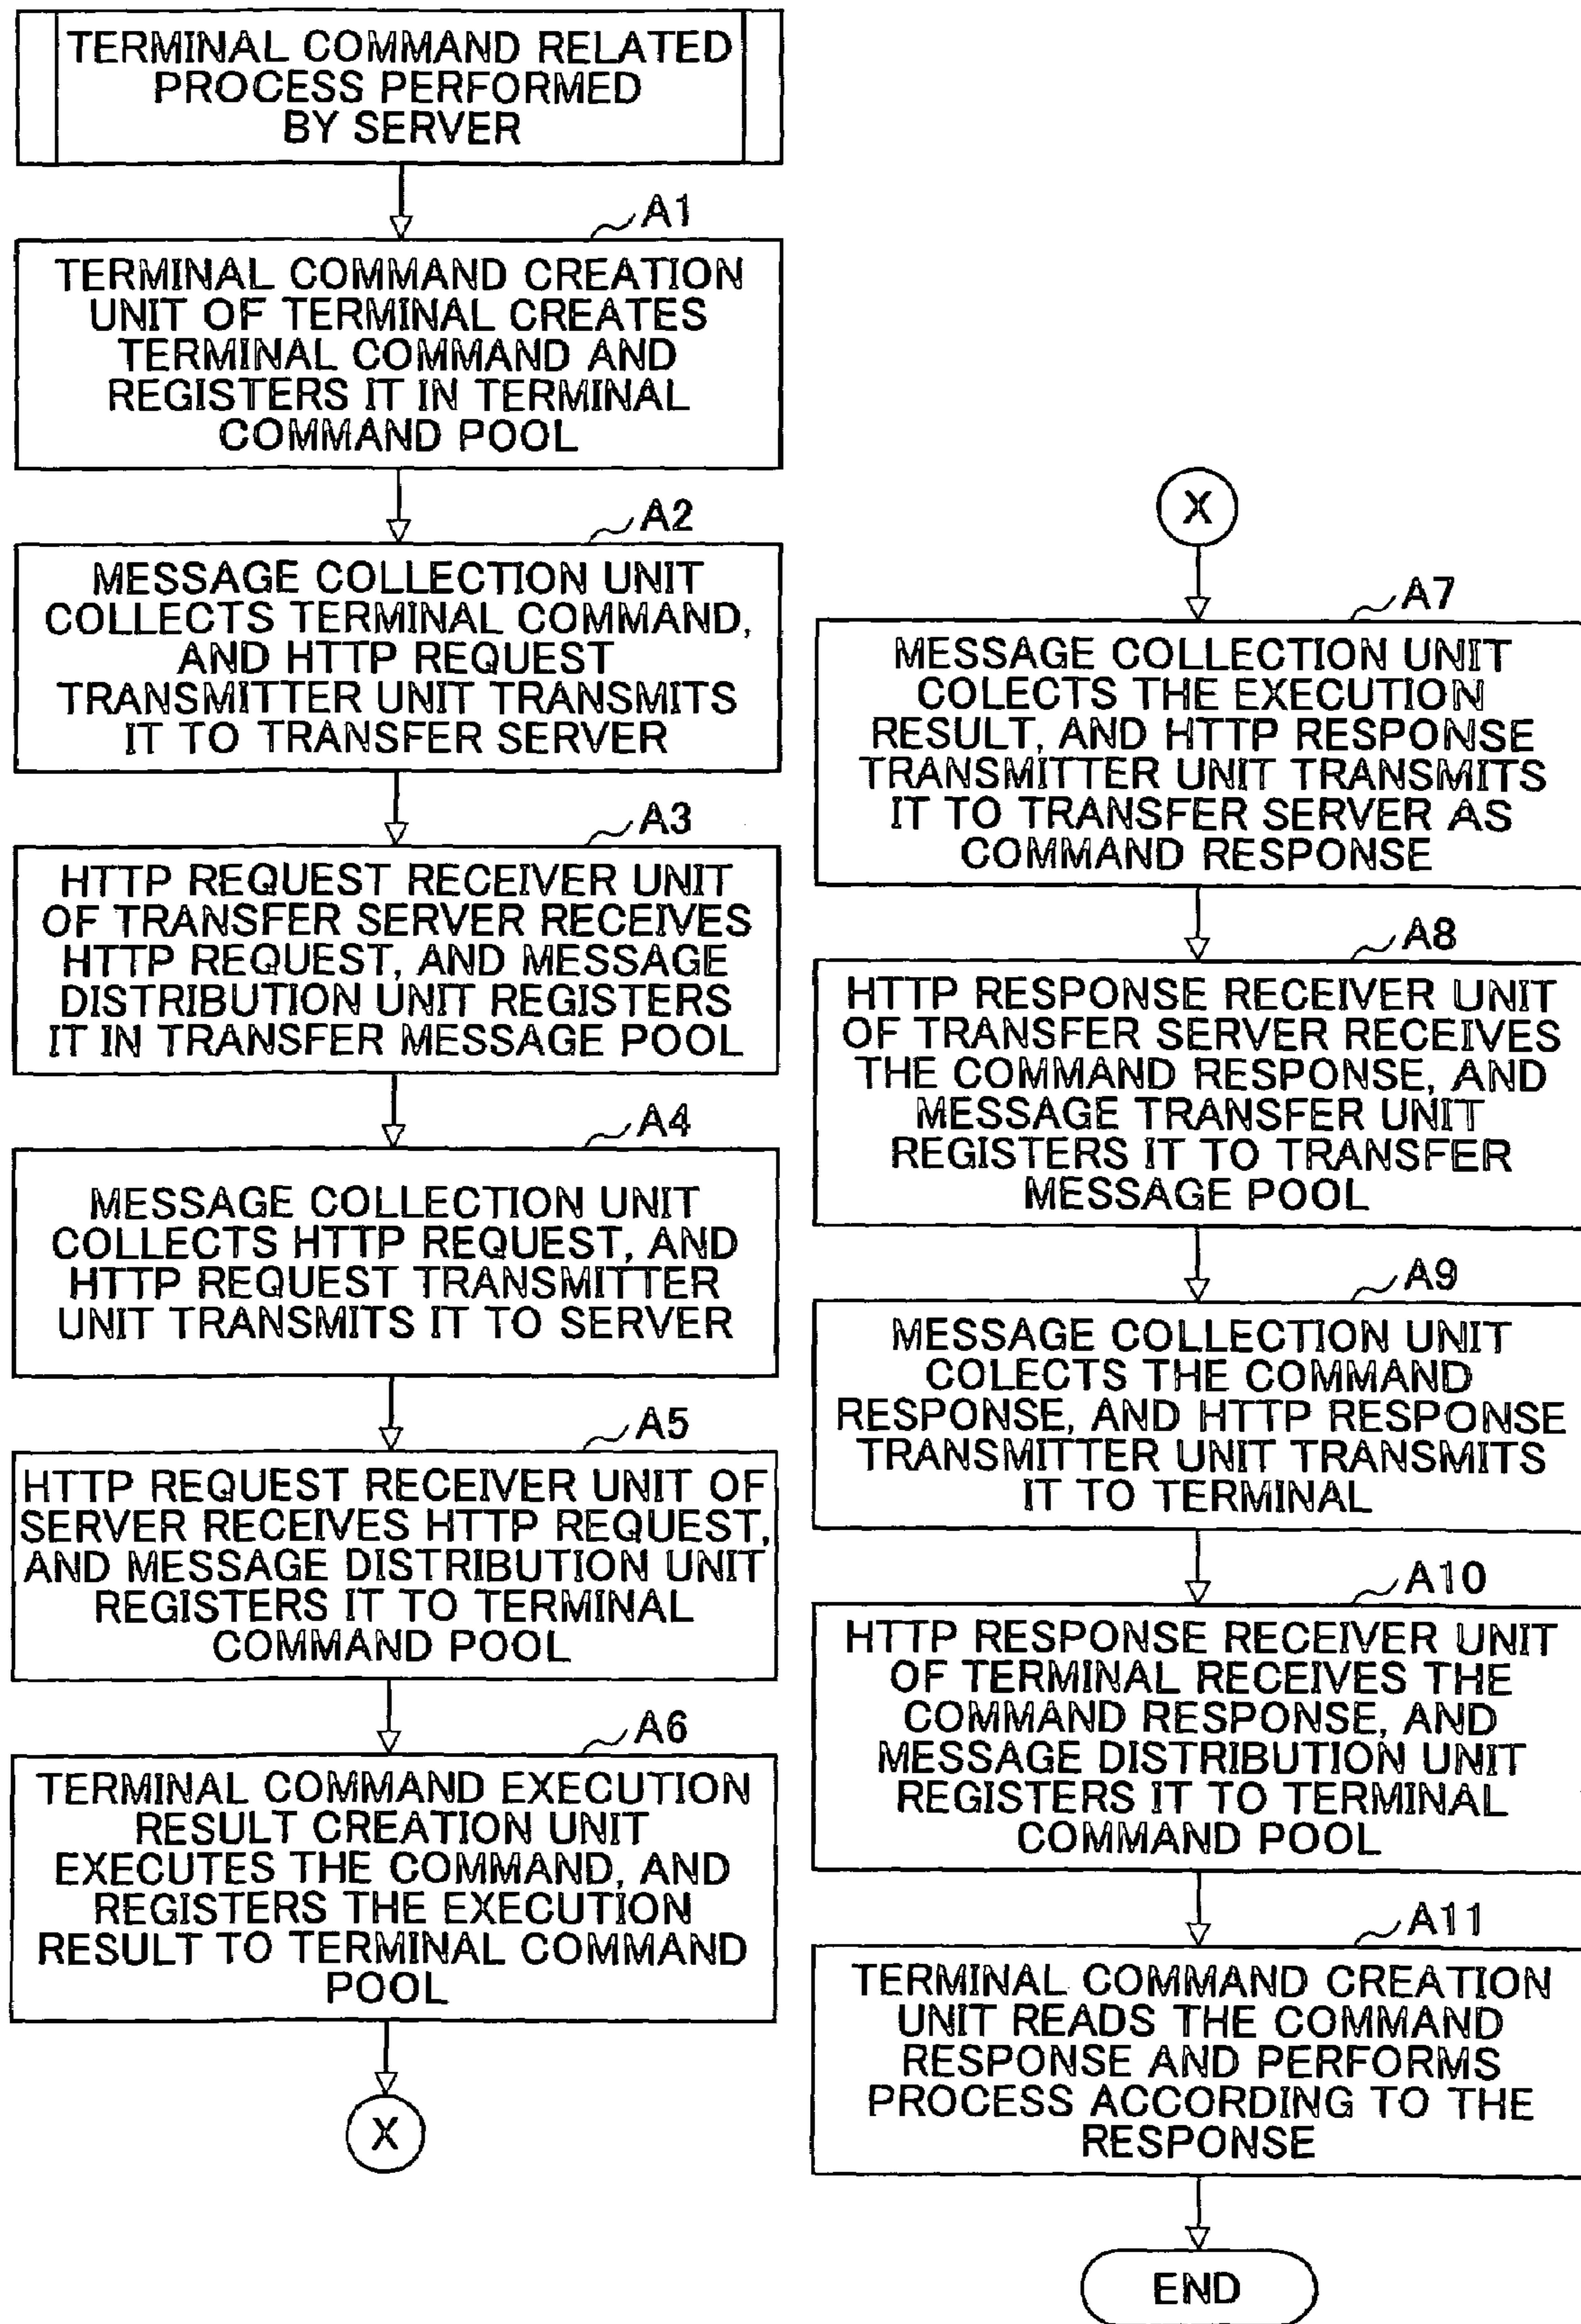 TERMINAL COMMAND RELATED
PROCESS PERFORMED
BY SERVER
A1
TERMINAL COMMAND CREATION
UNIT OF TERMINAL CREATES
TERMINAL COMMAND AND
REGISTERS IT IN TERMINAL
COMMAND POOL
A2
MESSAGE COLLECTION UNIT
COLLECTS TERMINAL COMMAND,
AND HTTP REQUEST
TRANSMITTER UNIT TRANSMITS
IT TO TRANSFER SERVER
A3
HTTP REQUEST RECEIVER UNIT
OF TRANSFER SERVER RECEIVES
HTTP REQUEST, AND MESSAGE
DISTRIBUTION UNIT REGISTERS
IT IN TRANSFER MESSAGE POOL
A4
MESSAGE COLLECTION UNIT
COLLECTS HTTP REQUEST, AND
HTTP REQUEST TRANSMITTER
UNIT TRANSMITS IT TO SERVER
A5
HTTP REQUEST RECEIVER UNIT OF
SERVER RECEIVES HTTP REQUEST,
AND MESSAGE DISTRIBUTION UNIT
REGISTERS IT TO TERMINAL
COMMAND POOL
A6
TERMINAL COMMAND EXECUTION
RESULT CREATION UNIT
EXECUTES THE COMMAND, AND
REGISTERS THE EXECUTION
RESULT TO TERMINAL COMMAND
POOL
X
X
A7
MESSAGE COLLECTION UNIT
COLECTS THE EXECUTION
RESULT, AND HTTP RESPONSE
TRANSMITTER UNIT TRANSMITS
IT TO TRANSFER SERVER AS
COMMAND RESPONSE
A8
HTTP RESPONSE RECEIVER UNIT
OF TRANSFER SERVER RECEIVES
THE COMMAND RESPONSE, AND
MESSAGE TRANSFER UNIT
REGISTERS IT TO TRANSFER
MESSAGE POOL
A9
MESSAGE COLLECTION UNIT
COLECTS THE COMMAND
RESPONSE, AND HTTP RESPONSE
TRANSMITTER UNIT TRANSMITS
IT TO TERMINAL
A10
HTTP RESPONSE RECEIVER UNIT
OF TERMINAL RECEIVES THE
COMMAND RESPONSE, AND
MESSAGE DISTRIBUTION UNIT
REGISTERS IT TO TERMINAL
COMMAND POOL
A11
TERMINAL COMMAND CREATION
UNIT READS THE COMMAND
RESPONSE AND PERFORMS
PROCESS ACCORDING TO THE
RESPONSE
END